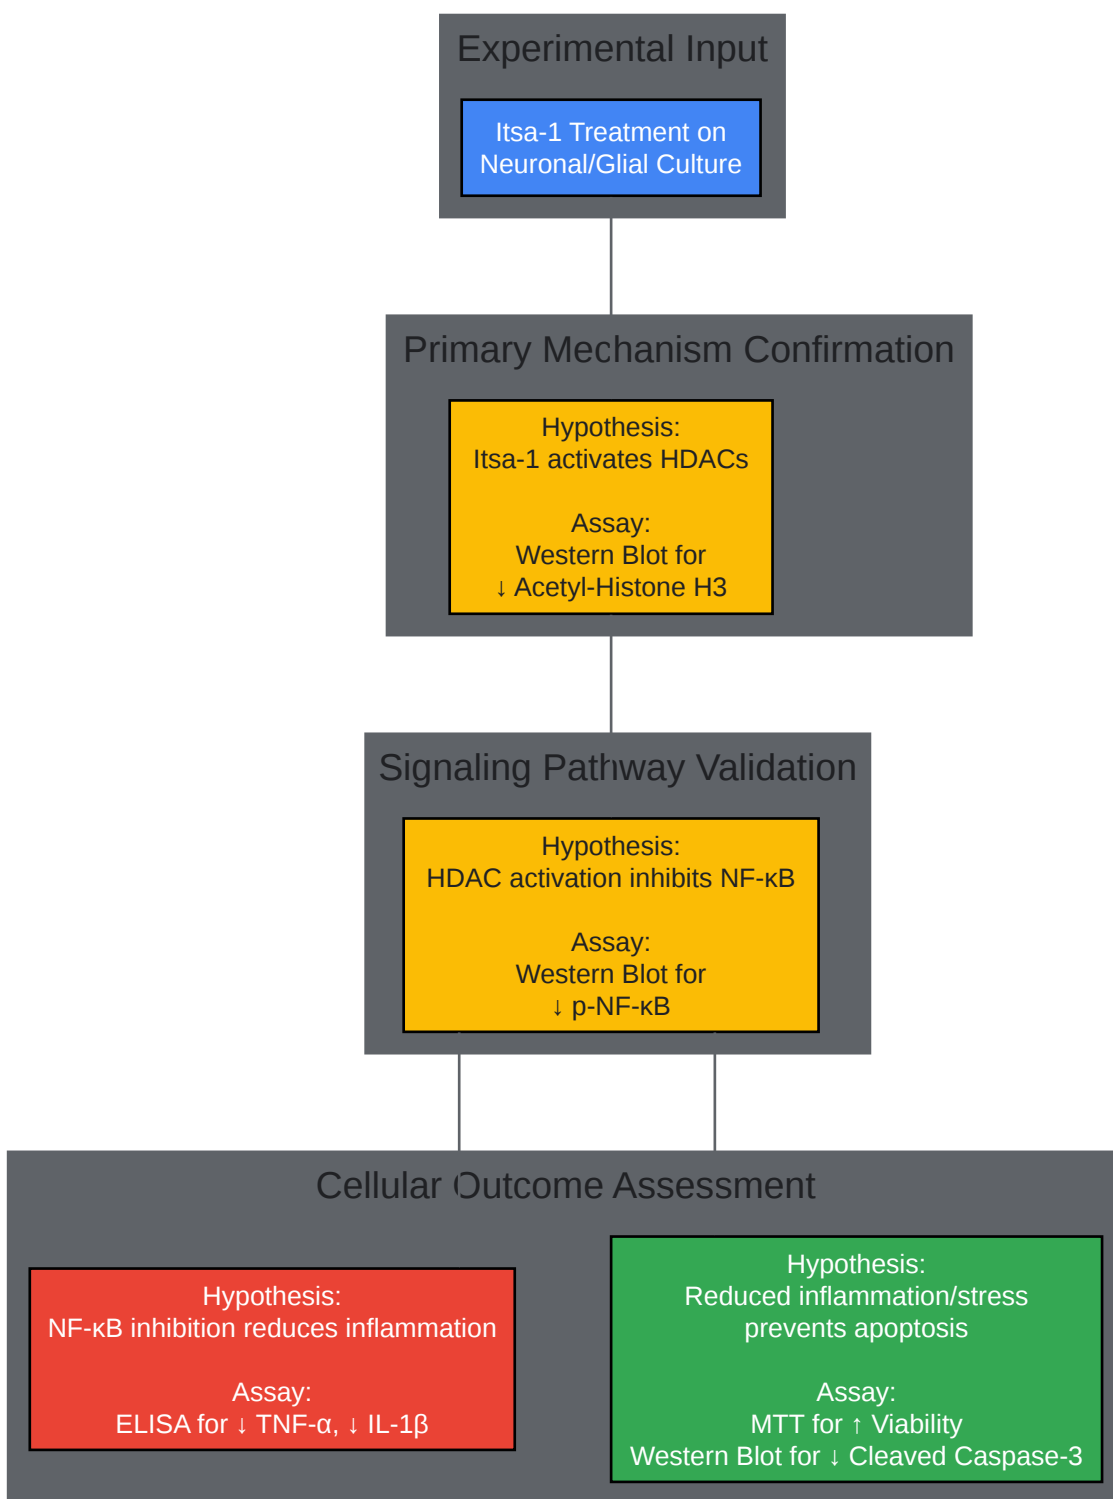 Experimental Input
Itsa-1 Treatment on
Neuronal/Glial Culture
Primary Mechanism Confirmation
Hypothesis:
Itsa-1 activates HDACs
Assay:
Western Blot for
↓ Acetyl-Histone H3
Signaling Pathway Validation
Hypothesis:
HDAC activation inhibits NF-κB
Assay:
Western Blot for
↓ p-NF-κB
Cellular Outcome Assessment
Hypothesis:
NF-κB inhibition reduces inflammation
Assay:
ELISA for ↓ TNF-α, ↓ IL-1β
Hypothesis:
Reduced inflammation/stress
prevents apoptosis
Assay:
MTT for ↑ Viability
Western Blot for ↓ Cleaved Caspase-3